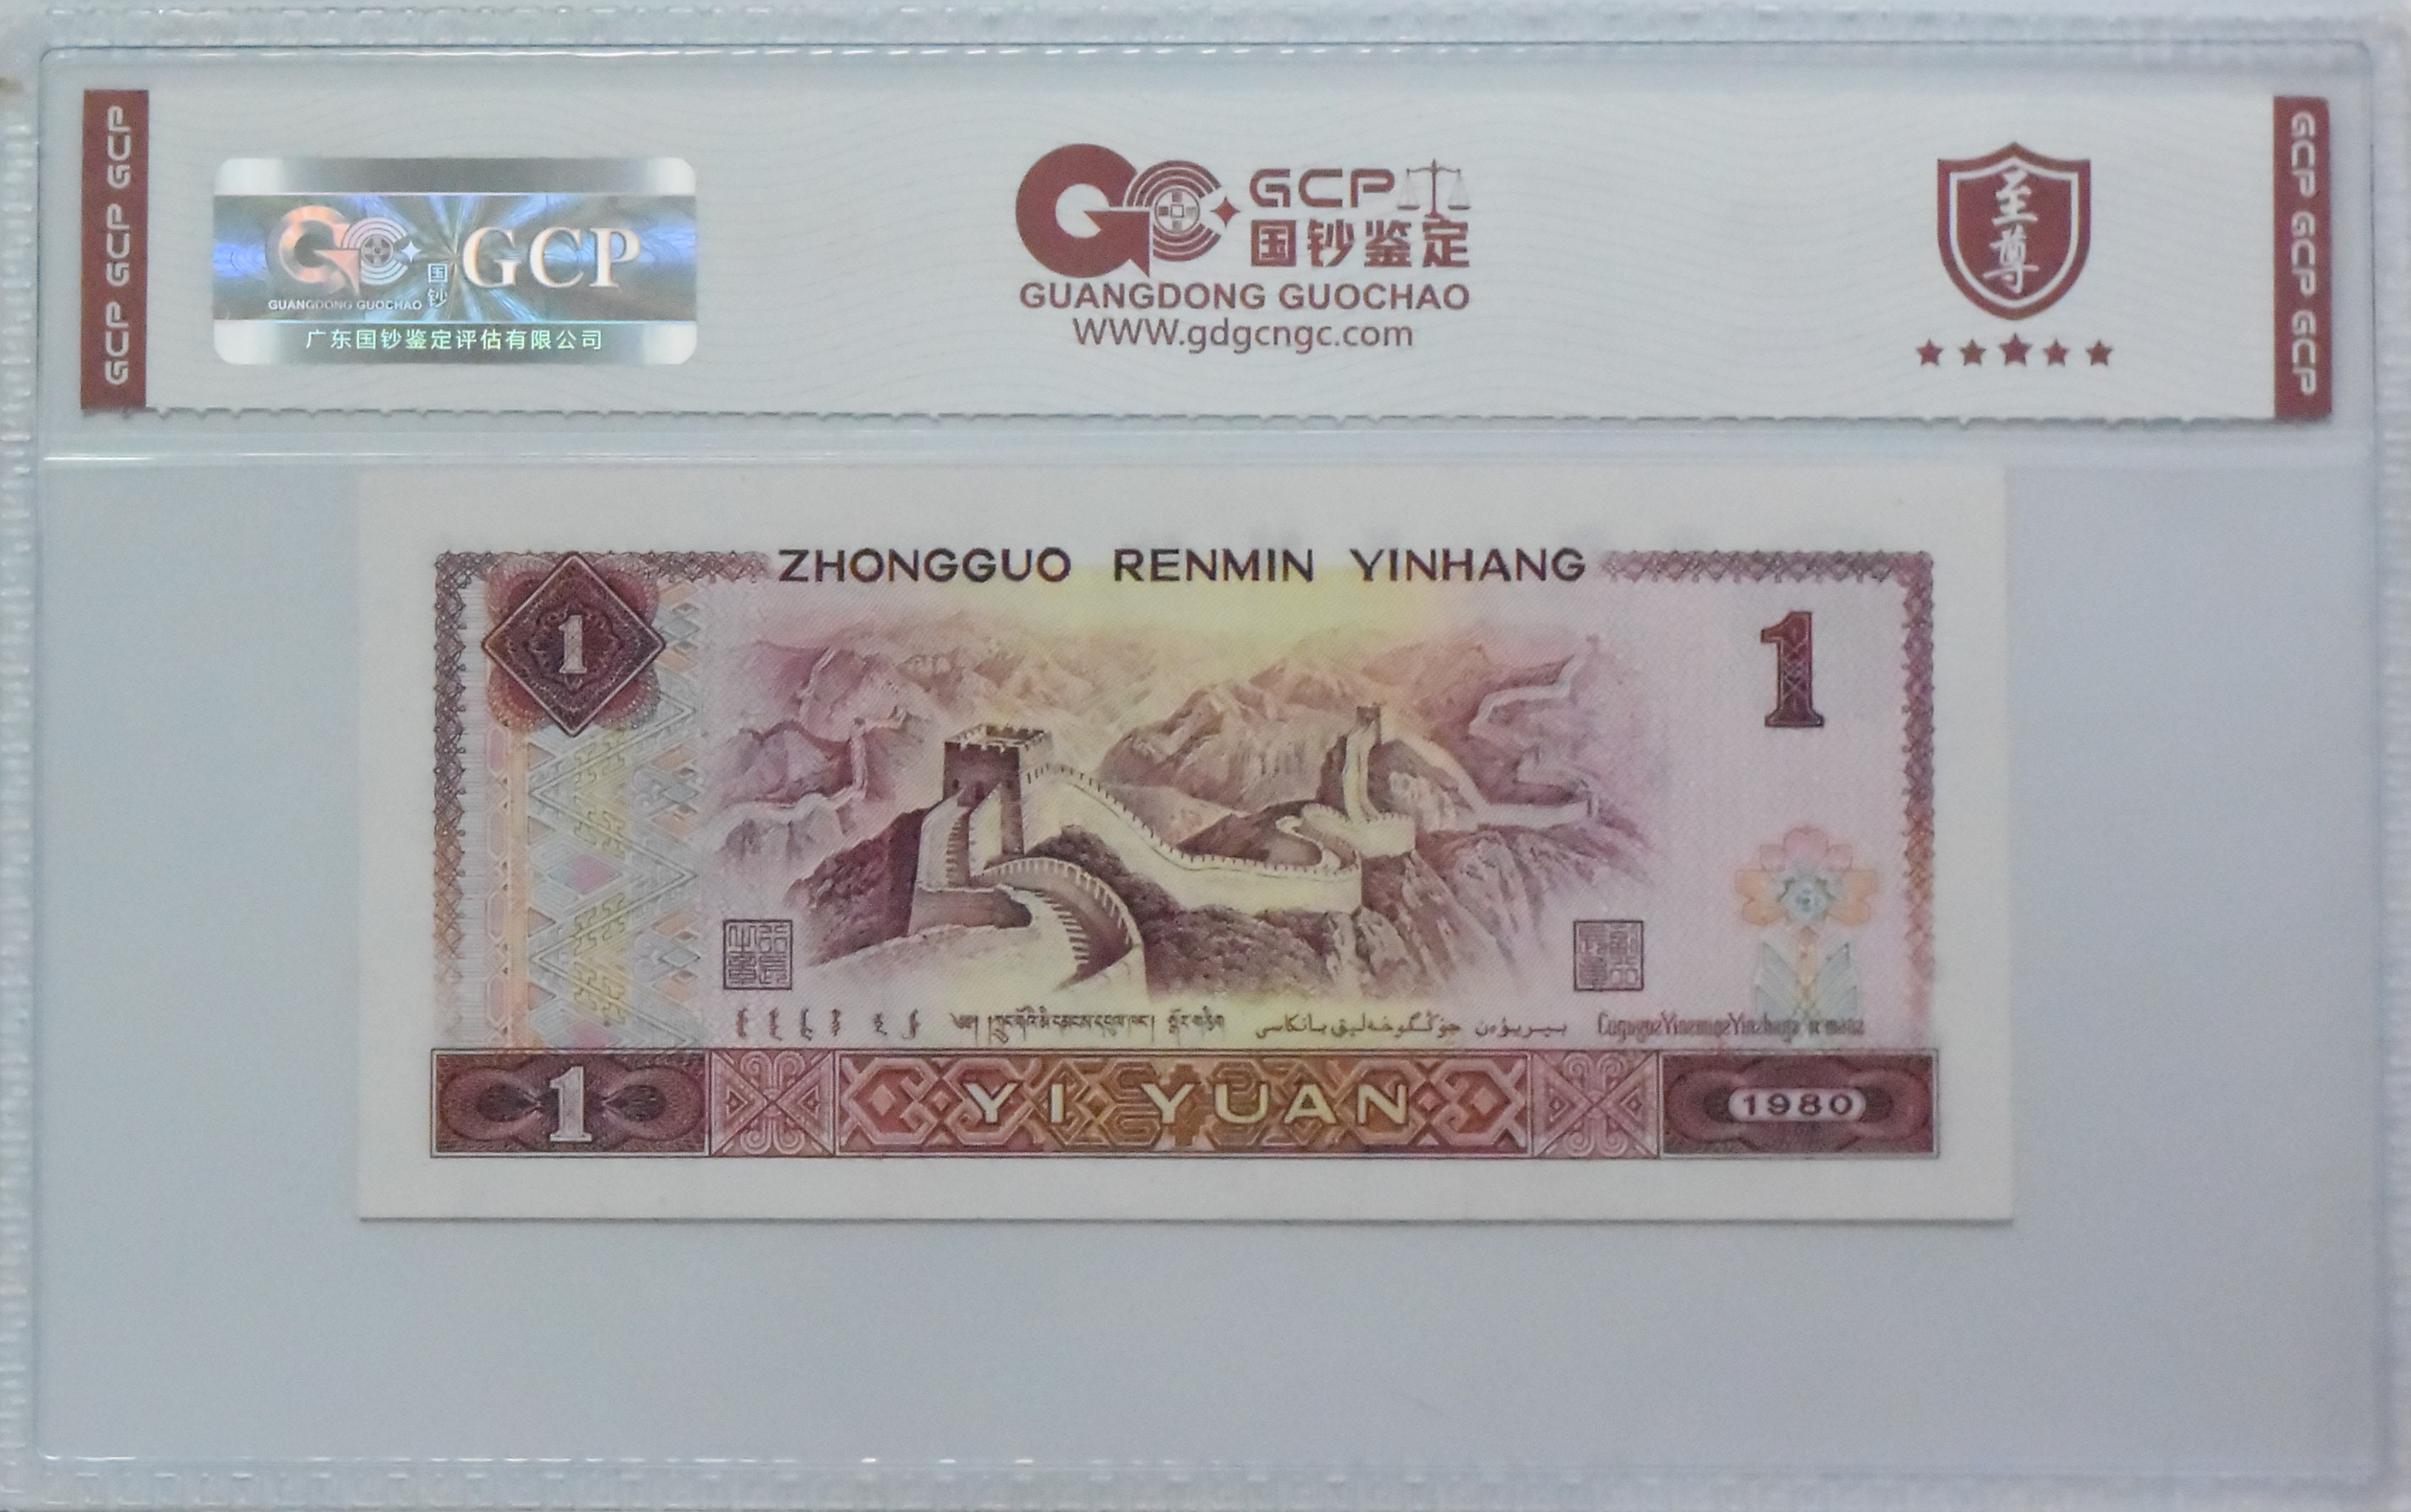 GCP GCP GCP
GCP
国钞
GUANGDONG GUOCHAO
广东国钞鉴定评估有限公司
GCP
国钞鉴定
GUANGDONG GUOCHAO
WWW.gdgcngc.com
至尊
GCP GCP GCP
ZHONGGUO RENMIN YINHANG
1
1
1
YI YUAN
1980